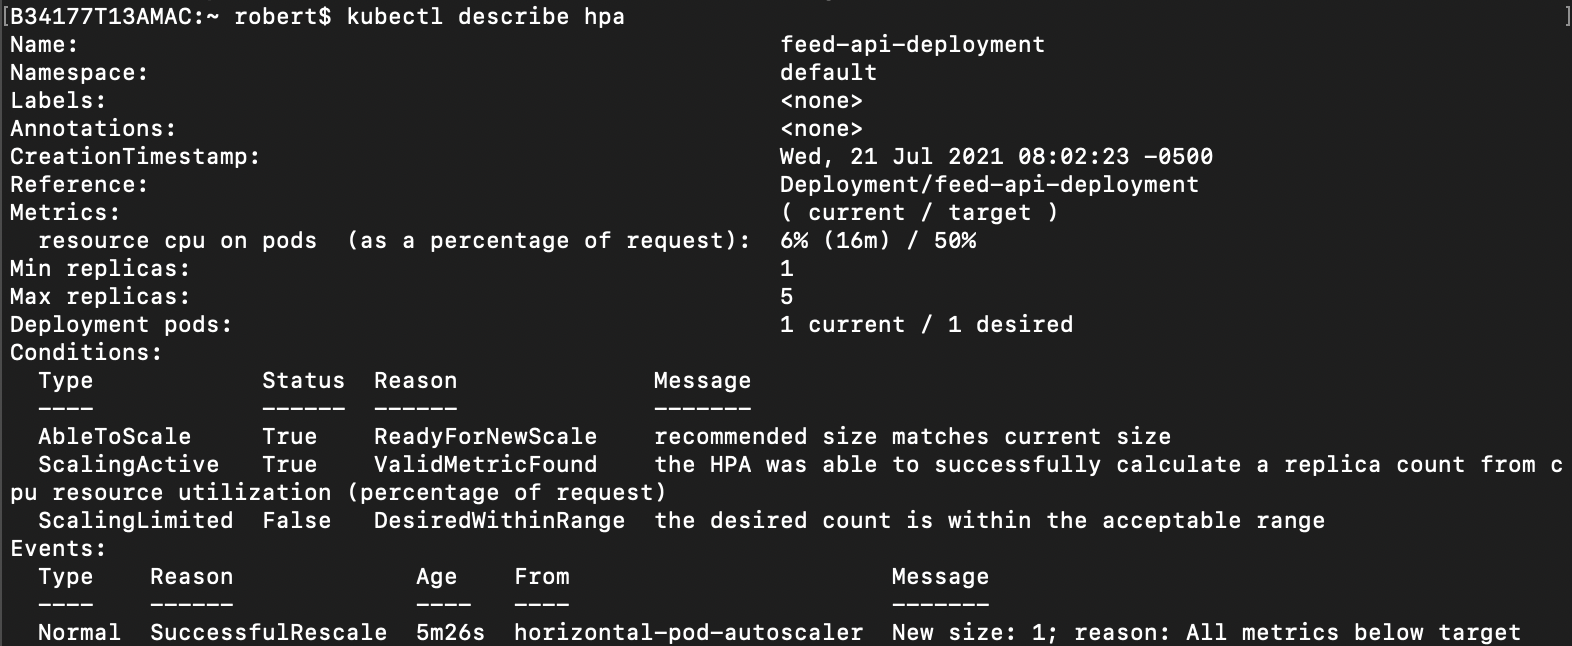 [B34177T13AMAC:~ robert$ kubectl describe hpa ]
Name: feed-api-deployment
Namespace: default
Labels: <none>
Annotations: <none>
CreationTimestamp: Wed, 21 Jul 2021 08:02:23 -0500
Reference: Deployment/feed-api-deployment
Metrics: ( current / target )
  resource cpu on pods  (as a percentage of request): 6% (16m) / 50%
Min replicas: 1
Max replicas: 5
Deployment pods: 1 current / 1 desired
Conditions:
  Type            Status  Reason              Message
  ----            ------  ------              -------
  AbleToScale     True    ReadyForNewScale    recommended size matches current size
  ScalingActive   True    ValidMetricFound    the HPA was able to successfully calculate a replica count from c
pu resource utilization (percentage of request)
  ScalingLimited  False   DesiredWithinRange  the desired count is within the acceptable range
Events:
  Type    Reason             Age    From                       Message
  ----    ------             ----   ----                       -------
  Normal  SuccessfulRescale  5m26s  horizontal-pod-autoscaler  New size: 1; reason: All metrics below target